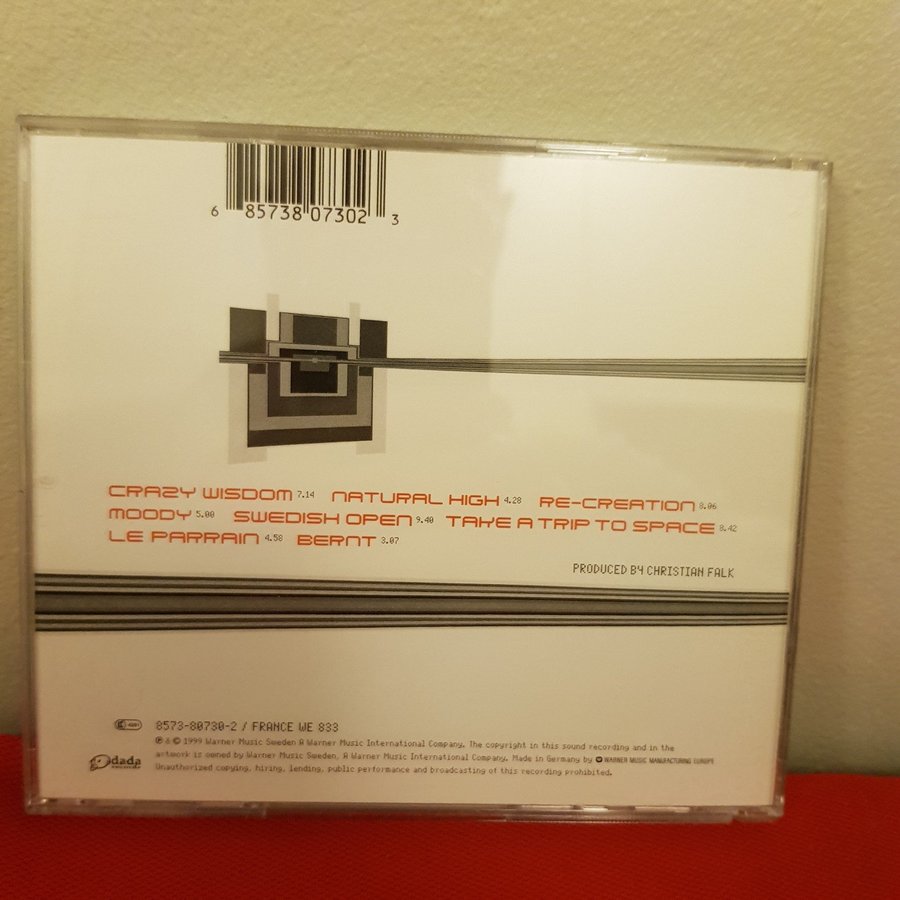 6 85738 07302 3
CRAZY WISDOM 7.14 NATURAL HIGH 4.28 RE-CREATION 8.06
MOODY 5.00 SWEDISH OPEN 9.40 TAKE A TRIP TO SPACE 8.42
LE PARRAIN 4.58 BERNT 3.07
PRODUCED BY CHRISTIAN FALK
8573-80730-2 / FRANCE WE 833
℗ & © 1999 Warner Music Sweden A Warner Music International Company. The copyright in this sound recording and in the
artwork is owned by Warner Music Sweden, A Warner Music International Company. Made in Germany by WARNER MUSIC MANUFACTURING EUROPE
dada
Unauthorized copying, hiring, lending, public performance and broadcasting of this recording prohibited.